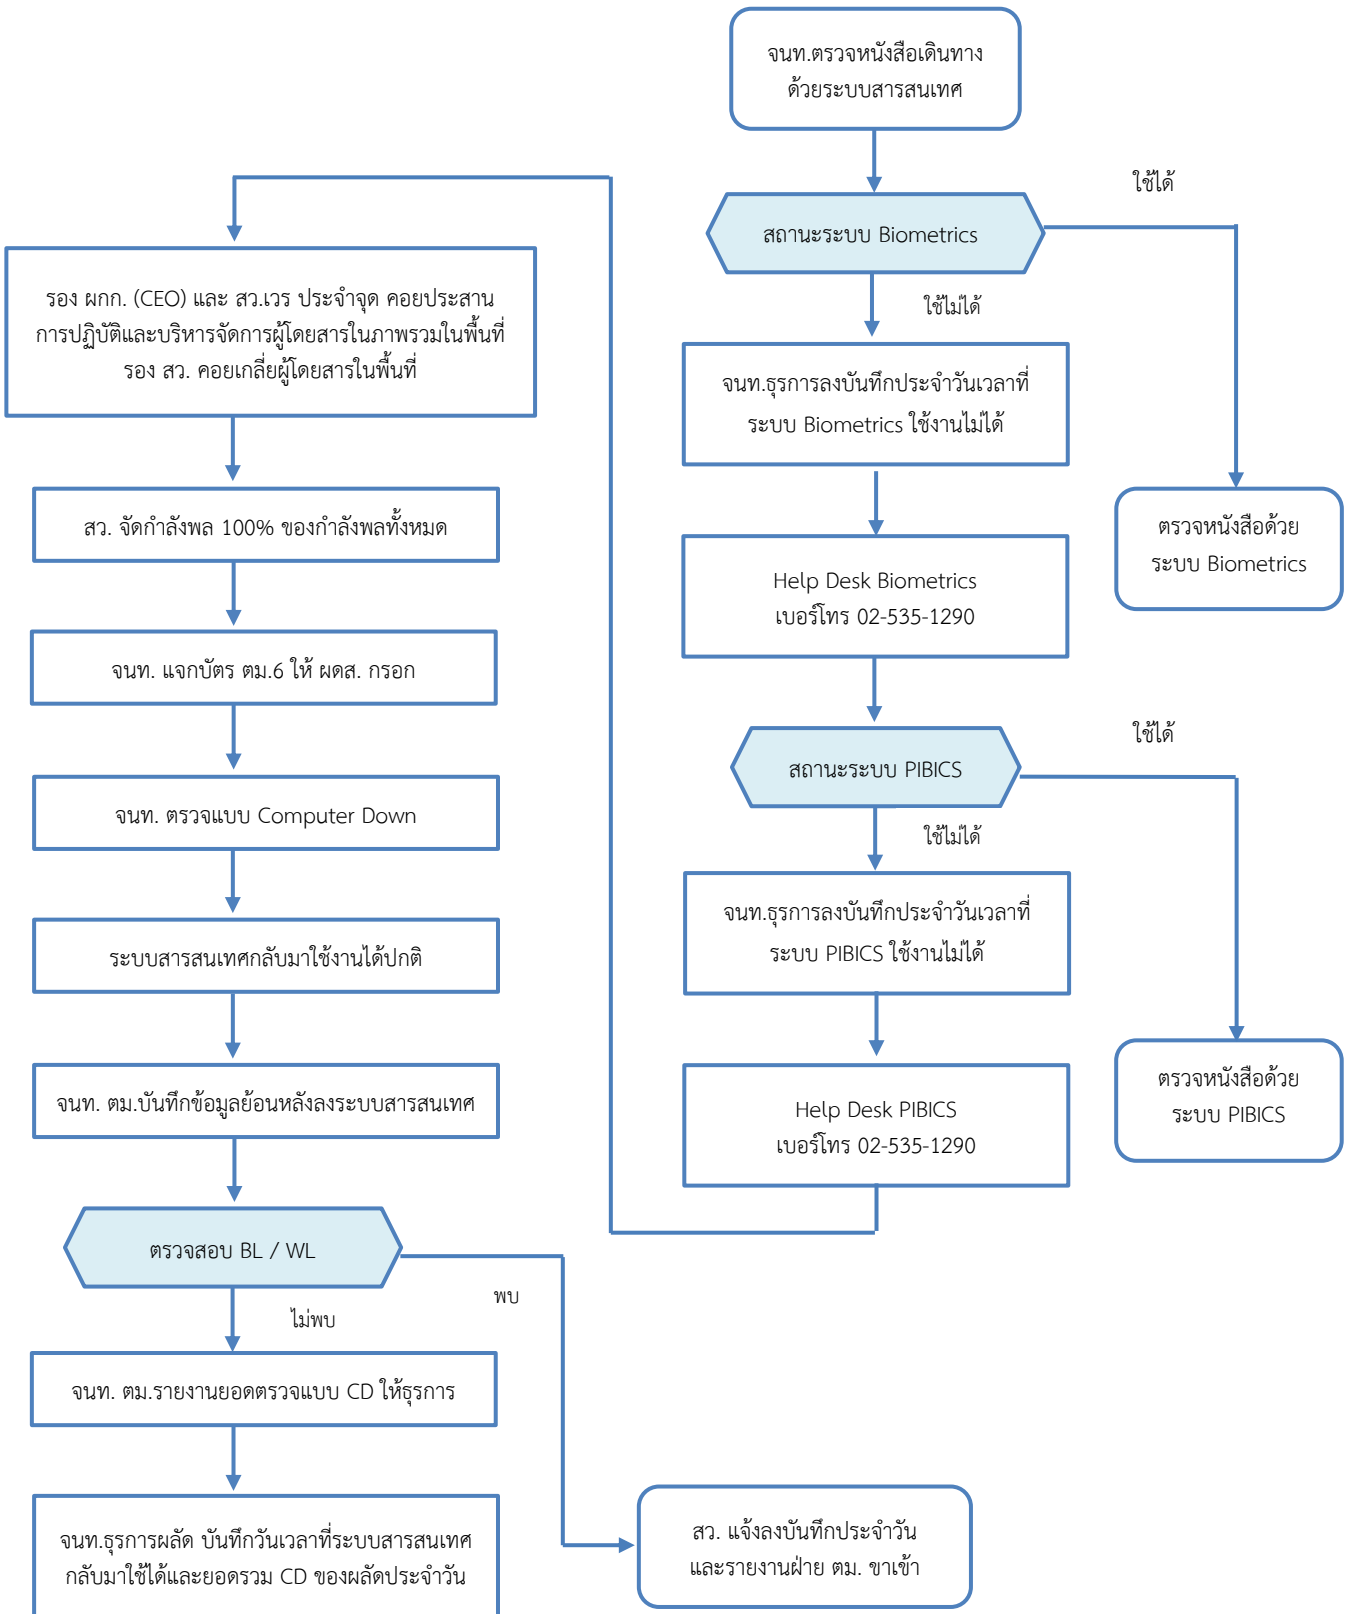 จนท.ตรวจหนังสือเดินทาง
ด้วยระบบสารสนเทศ
สถานะระบบ Biometrics
ใช้ได้
ใช้ไม่ได้
จนท.ธุรการลงบันทึกประจำวันเวลาที่
ระบบ Biometrics ใช้งานไม่ได้
ตรวจหนังสือด้วย
ระบบ Biometrics
Help Desk Biometrics
เบอร์โทร 02-535-1290
สถานะระบบ PIBICS
ใช้ได้
ใช้ไม่ได้
จนท.ธุรการลงบันทึกประจำวันเวลาที่
ระบบ PIBICS ใช้งานไม่ได้
ตรวจหนังสือด้วย
ระบบ PIBICS
Help Desk PIBICS
เบอร์โทร 02-535-1290
รอง ผกก. (CEO) และ สว.เวร ประจำจุด คอยประสาน
การปฏิบัติและบริหารจัดการผู้โดยสารในภาพรวมในพื้นที่
รอง สว. คอยเกลี่ยผู้โดยสารในพื้นที่
สว. จัดกำลังพล 100% ของกำลังพลทั้งหมด
จนท. แจกบัตร ตม.6 ให้ ผดส. กรอก
จนท. ตรวจแบบ Computer Down
ระบบสารสนเทศกลับมาใช้งานได้ปกติ
จนท. ตม.บันทึกข้อมูลย้อนหลังลงระบบสารสนเทศ
ตรวจสอบ BL / WL
พบ
ไม่พบ
จนท. ตม.รายงานยอดตรวจแบบ CD ให้ธุรการ
จนท.ธุรการผลัด บันทึกวันเวลาที่ระบบสารสนเทศ
กลับมาใช้ได้และยอดรวม CD ของผลัดประจำวัน
สว. แจ้งลงบันทึกประจำวัน
และรายงานฝ่าย ตม. ขาเข้า